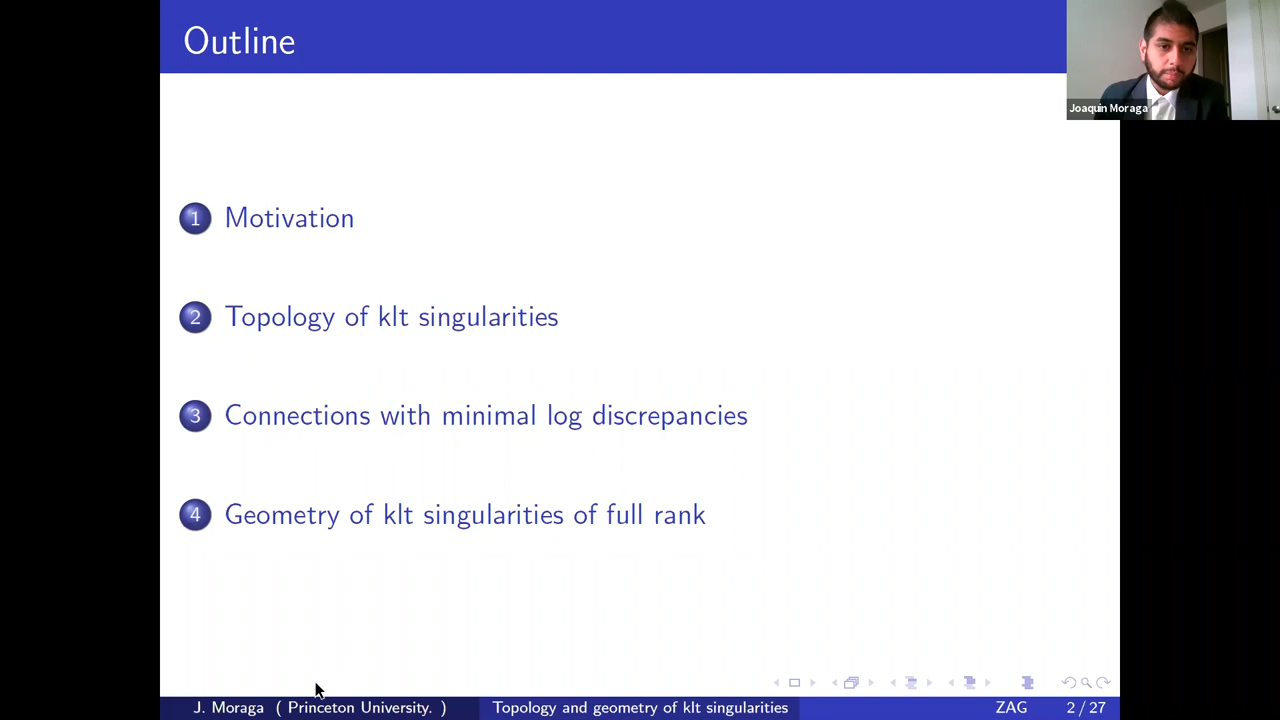 Outline
Joaquin Moraga
1 Motivation
2 Topology of klt singularities
3 Connections with minimal log discrepancies
4 Geometry of klt singularities of full rank
J. Moraga ( Princeton University. ) Topology and geometry of klt singularities ZAG 2 / 27